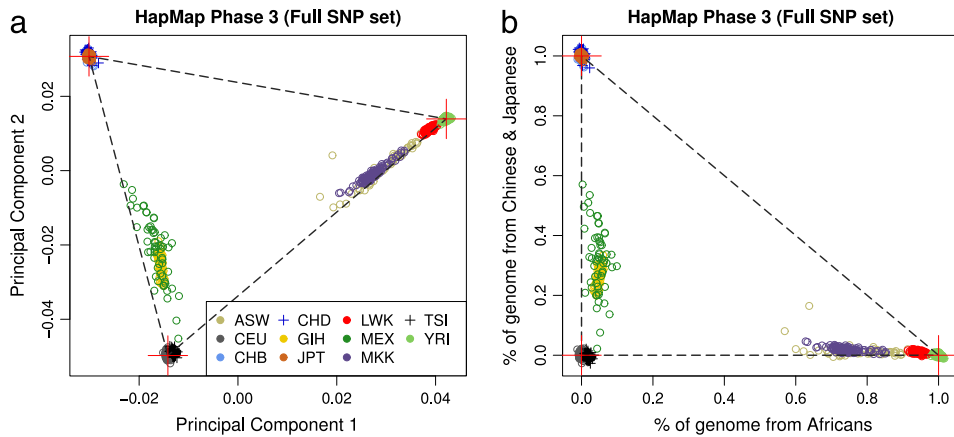 a
HapMap Phase 3 (Full SNP set)
Principal Component 2
0.02
0.00
−0.02
−0.04
−0.02
0.00
0.02
0.04
Principal Component 1
ASW CHD LWK TSI
CEU GIH MEX YRI
CHB JPT MKK
b
HapMap Phase 3 (Full SNP set)
% of genome from Chinese & Japanese
1.0
0.8
0.6
0.4
0.2
0.0
0.0
0.2
0.4
0.6
0.8
1.0
% of genome from Africans